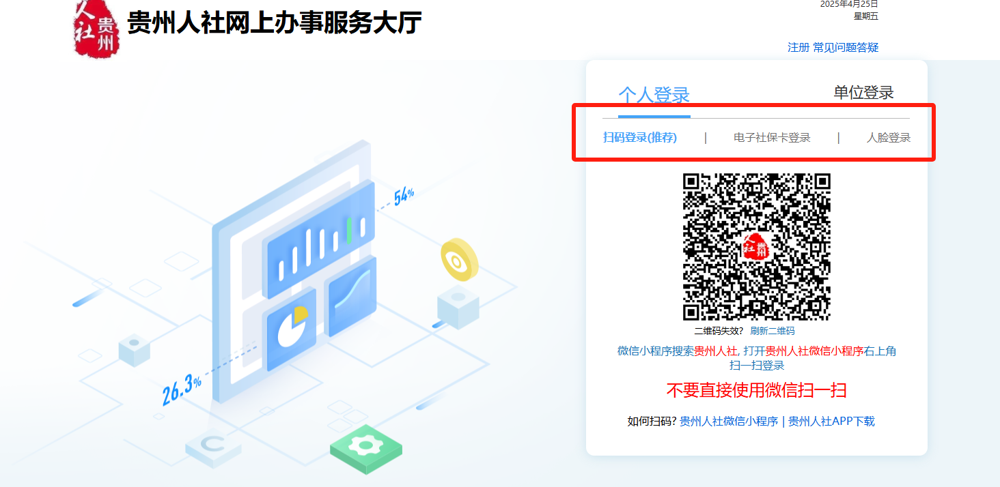 人社
贵州
贵州人社网上办事服务大厅
2025年4月25日
星期五
注册 常见问题答疑
个人登录
单位登录
扫码登录(推荐) | 电子社保卡登录 | 人脸登录
54%
26.3%
C
人社
贵州
二维码失效? 刷新二维码
微信小程序搜索贵州人社, 打开贵州人社微信小程序右上角
扫一扫登录
不要直接使用微信扫一扫
如何扫码? 贵州人社微信小程序 | 贵州人社APP下载